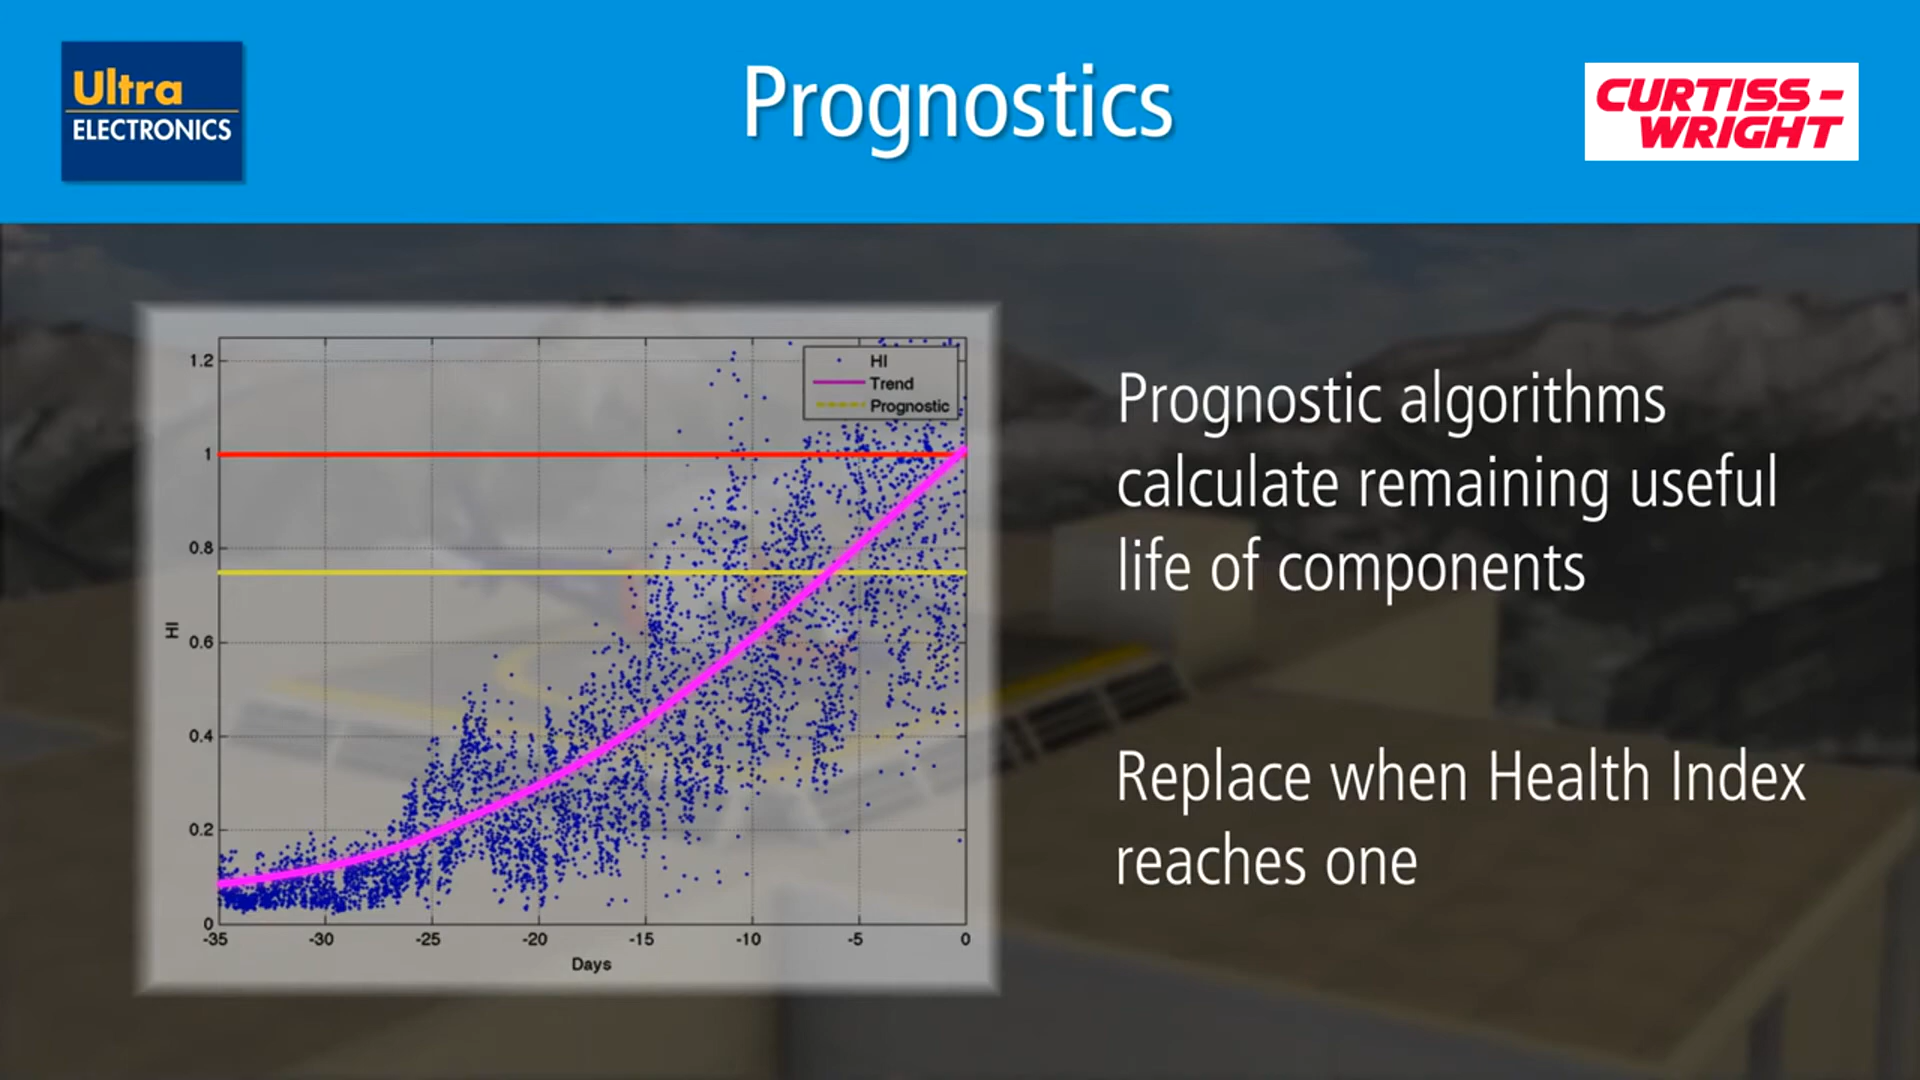 Ultra
ELECTRONICS
Prognostics
CURTISS-
WRIGHT
HI
Trend
Prognostic
1.2
1
0.8
0.6
0.4
0.2
0
HI
-35
-30
-25
-20
-15
-10
-5
0
Days
Prognostic algorithms
calculate remaining useful
life of components
Replace when Health Index
reaches one